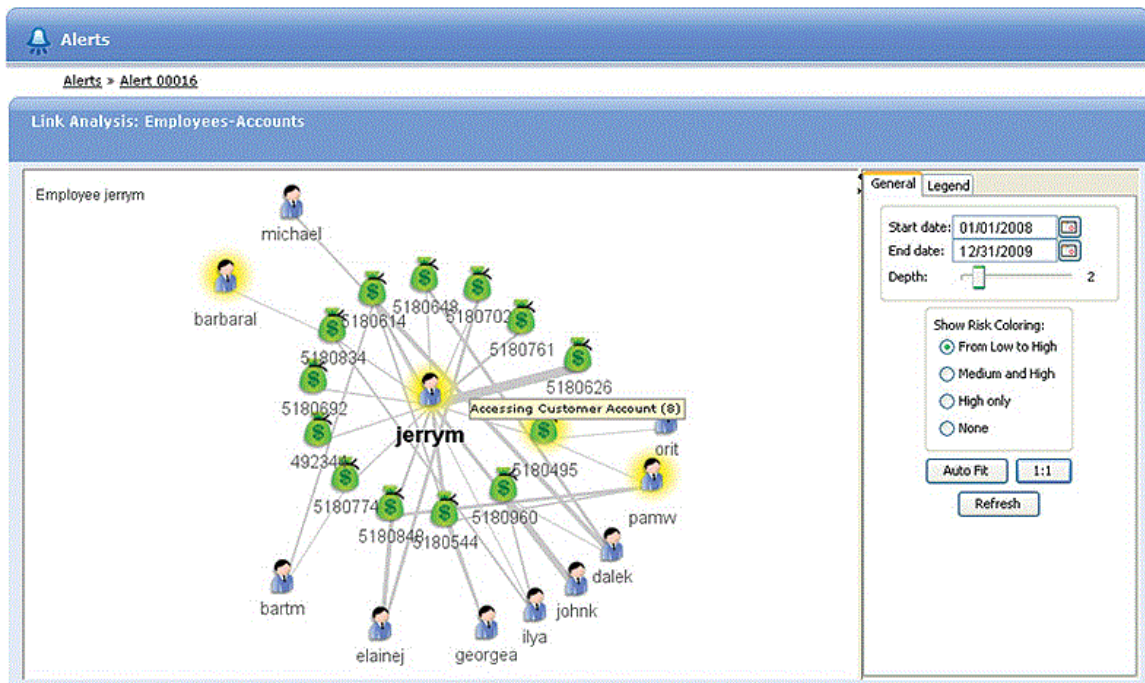 Alerts
Alerts » Alert 00016
Link Analysis: Employees-Accounts
Employee jerrym
michael
barbaral
5180614
5180648
5180702
5180834
5180761
5180692
5180626
Accessing Customer Account (8)
jerrym
orit
5180495
5180774
5180960
pamw
5180848
5180544
dalek
bartm
johnk
ilya
elainej
georgea
General
Legend
Start date: 01/01/2008
End date: 12/31/2009
Depth: 2
Show Risk Coloring:
From Low to High
Medium and High
High only
None
Auto Fit
1:1
Refresh